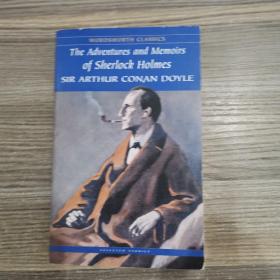 WORDSWORTH CLASSICS
The Adventures and Memoirs
of Sherlock Holmes
SIR ARTHUR CONAN DOYLE